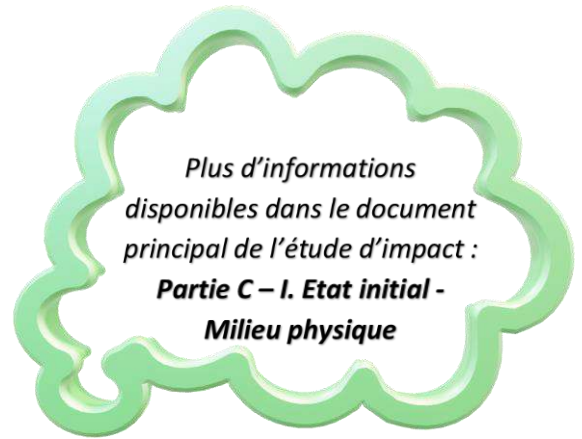 Plus d’informations
disponibles dans le document
principal de l’étude d’impact :
Partie C – I. Etat initial -
Milieu physique